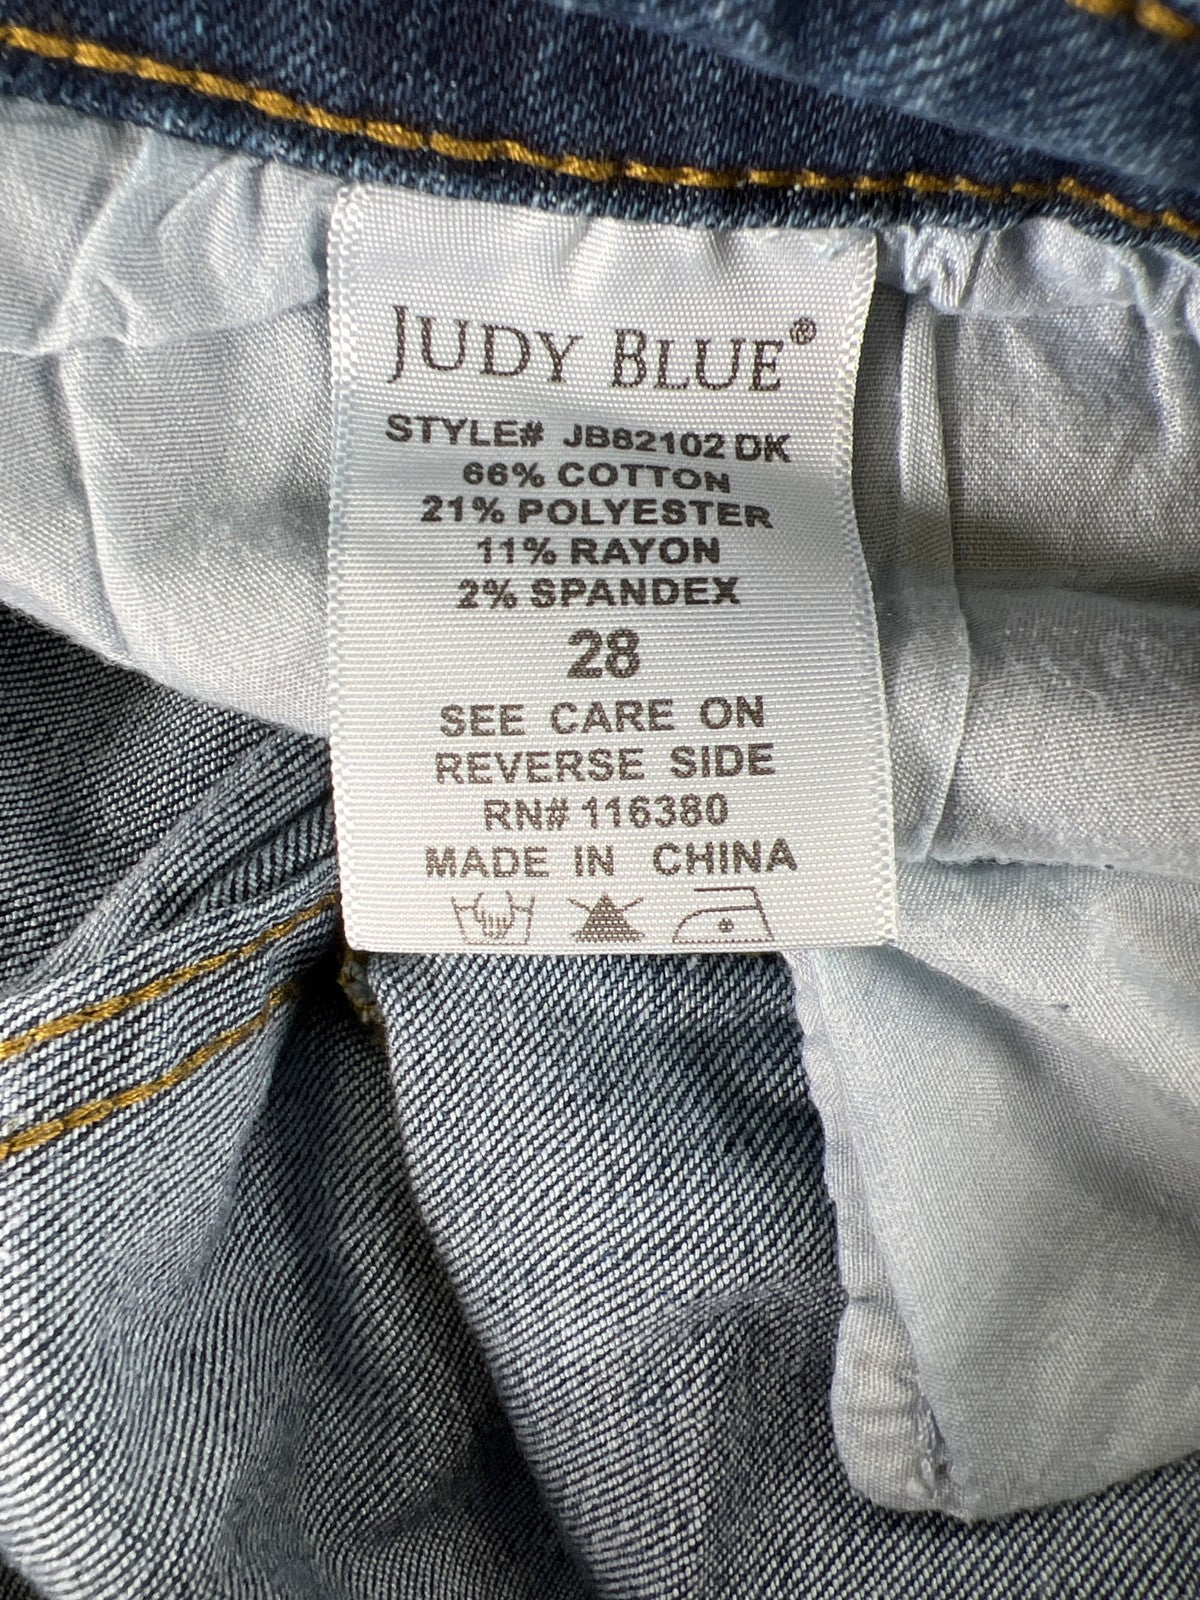 JUDY BLUE®
STYLE# JB82102 DK
66% COTTON
21% POLYESTER
11% RAYON
2% SPANDEX
28
SEE CARE ON
REVERSE SIDE
RN# 116380
MADE IN CHINA